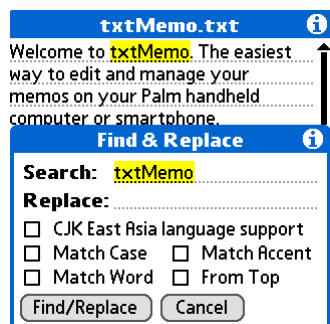 txtMemo.txt
Welcome to txtMemo. The easiest
way to edit and manage your
memos on your Palm handheld
computer or smartphone.
Find & Replace
Search: txtMemo
Replace:
CJK East Asia language support
Match Case Match Accent
Match Word From Top
Find/Replace Cancel